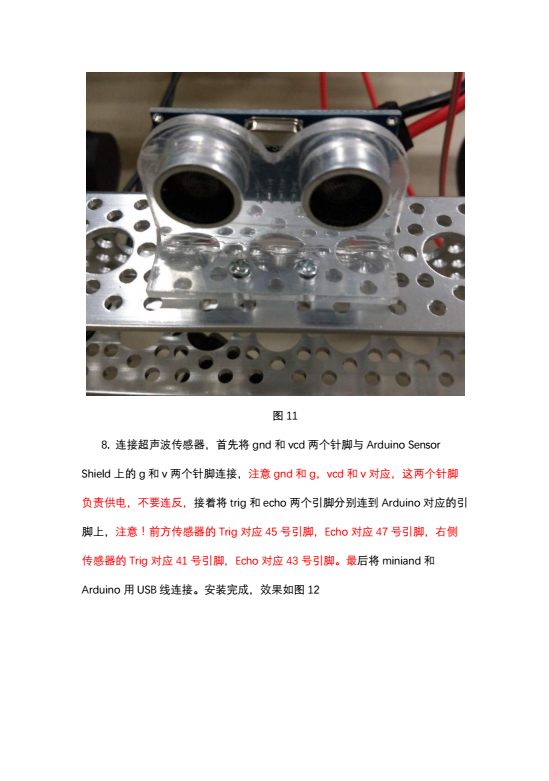 图 11
8. 连接超声波传感器，首先将 gnd 和 vcd 两个针脚与 Arduino Sensor
Shield 上的 g 和 v 两个针脚连接，注意 gnd 和 g，vcd 和 v 对应，这两个针脚
负责供电，不要连反，接着将 trig 和 echo 两个引脚分别连到 Arduino 对应的引
脚上，注意！前方传感器的 Trig 对应 45 号引脚，Echo 对应 47 号引脚，右侧
传感器的 Trig 对应 41 号引脚，Echo 对应 43 号引脚。最后将 miniand 和
Arduino 用 USB 线连接。安装完成，效果如图 12